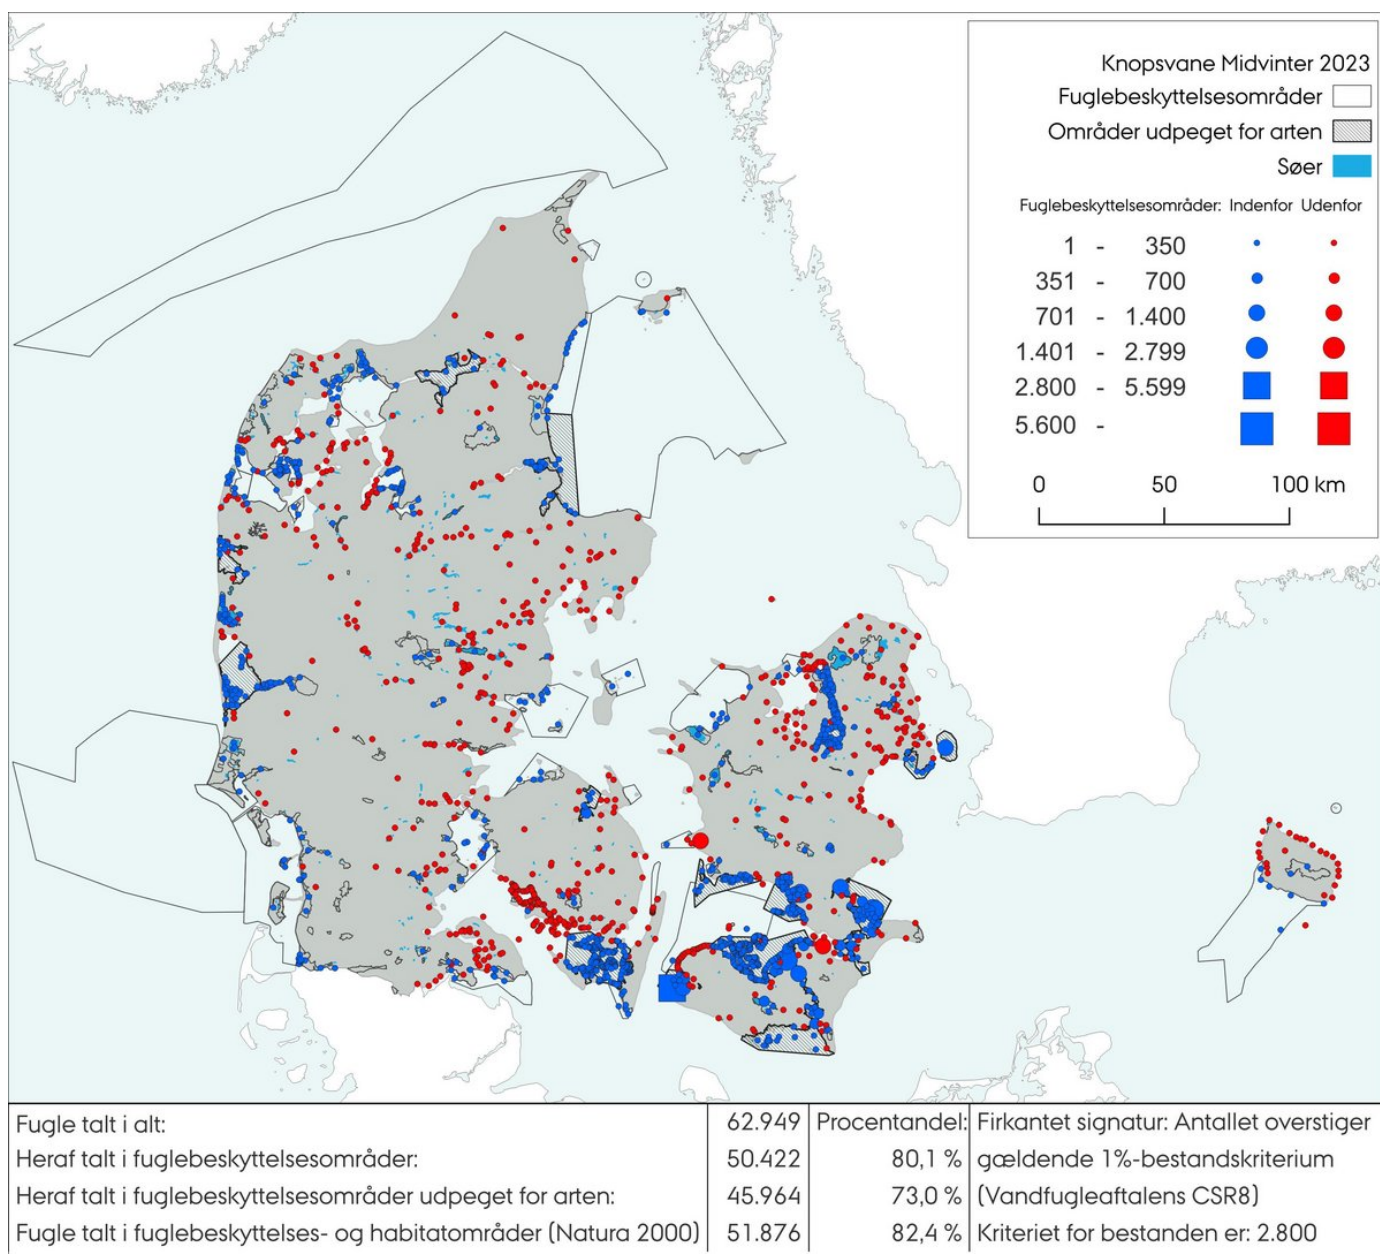 Knopsvane Midvinter 2023
Fuglebeskyttelsesområder
Områder udpeget for arten
Søer
Fuglebeskyttelsesområder: Indenfor Udenfor
1 - 350
351 - 700
701 - 1.400
1.401 - 2.799
2.800 - 5.599
5.600 -
0 50 100 km
Fugle talt i alt: 62.949 Procentandel: Firkantet signatur: Antallet overstiger
Heraf talt i fuglebeskyttelsesområder: 50.422 80,1 % gældende 1%-bestandskriterium
Heraf talt i fuglebeskyttelsesområder udpeget for arten: 45.964 73,0 % (Vandfugleaftalens CSR8)
Fugle talt i fuglebeskyttelses- og habitatområder (Natura 2000) 51.876 82,4 % Kriteriet for bestanden er: 2.800